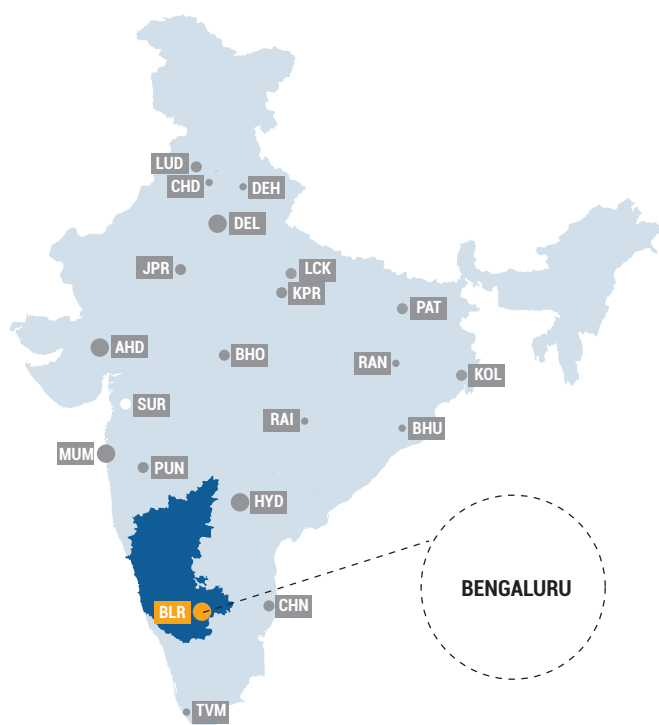 LUD
CHD
DEH
DEL
JPR
LCK
KPR
PAT
AHD
BHO
RAN
KOL
SUR
RAI
BHU
MUM
PUN
HYD
BENGALURU
BLR
CHN
TVM